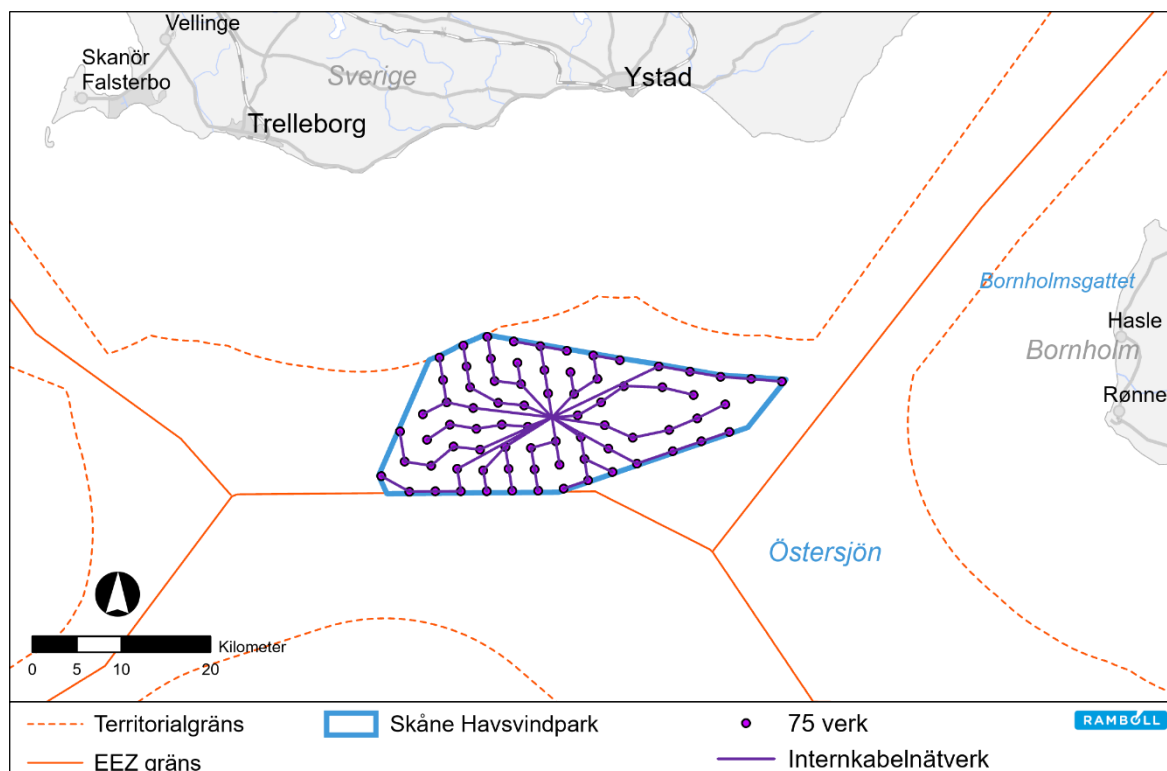 Vellinge
Skanör
Falsterbo
Sverige
Ystad
Trelleborg
Bornholmsgattet
Hasle
Bornholm
Rønne
Östersjön
Kilometer
0 5 10 20
Territorialgräns
Skåne Havsvindpark
75 verk
RAMBOLL
EEZ gräns
Internkabelnätverk